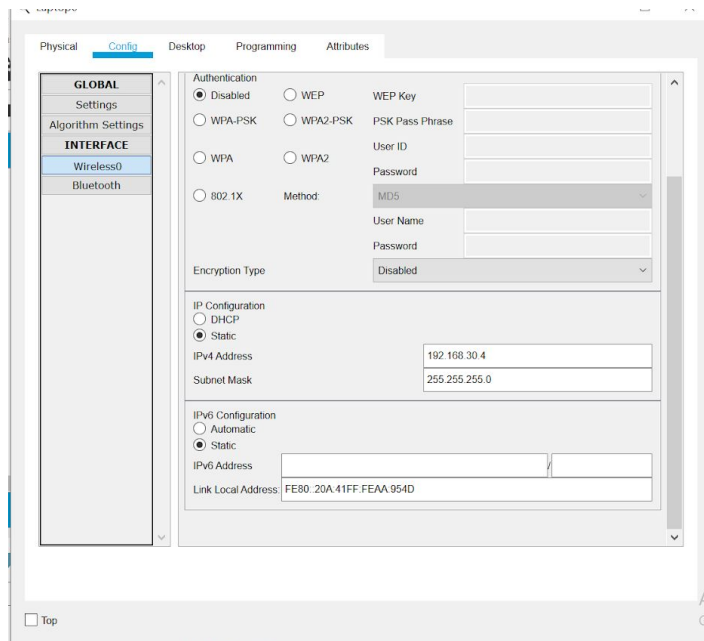 Physical Config Desktop Programming Attributes
GLOBAL
Settings
Algorithm Settings
INTERFACE
Wireless0
Bluetooth
Authentication
Disabled WEP WEP Key
WPA-PSK WPA2-PSK PSK Pass Phrase
User ID
WPA WPA2
Password
802.1X Method: MD5
User Name
Password
Encryption Type Disabled
IP Configuration
DHCP
Static
IPv4 Address 192.168.30.4
Subnet Mask 255.255.255.0
IPv6 Configuration
Automatic
Static
IPv6 Address /
Link Local Address: FE80::20A:41FF:FEAA:954D
Top